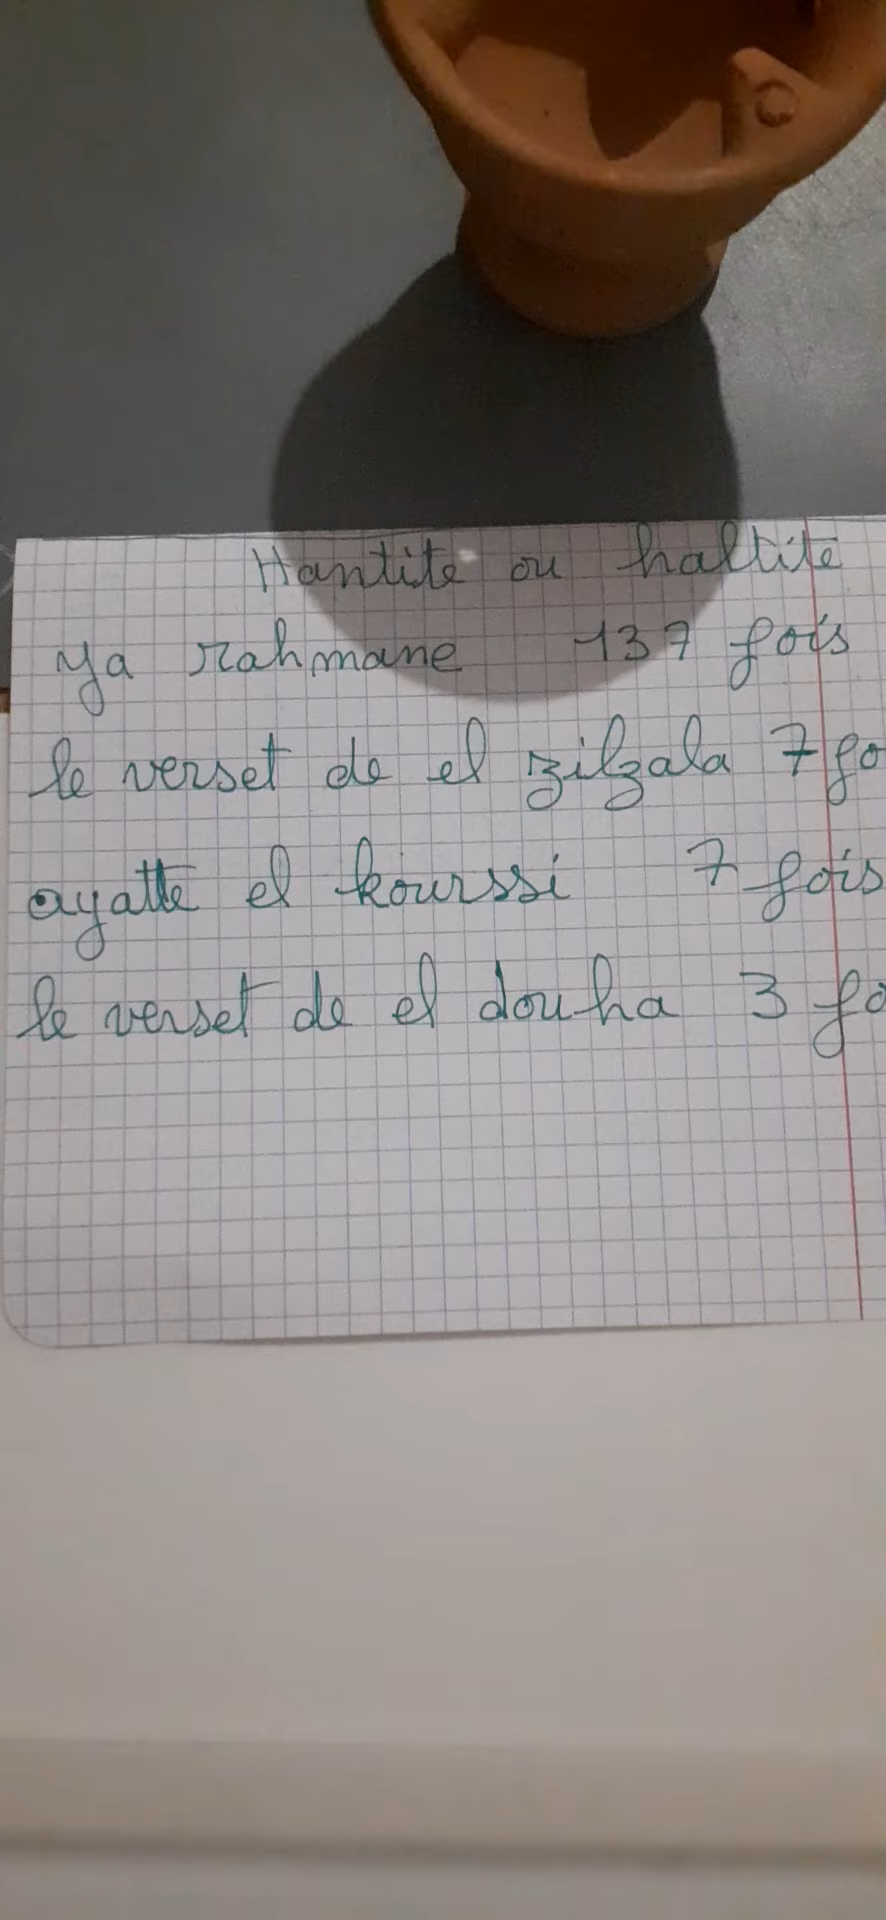 Hantite ou haltite
ya rahmane 137 fois
le verset de el zilzala 7 fo
ayatte el koursi 7 fois
le verset de el douha 3 fo